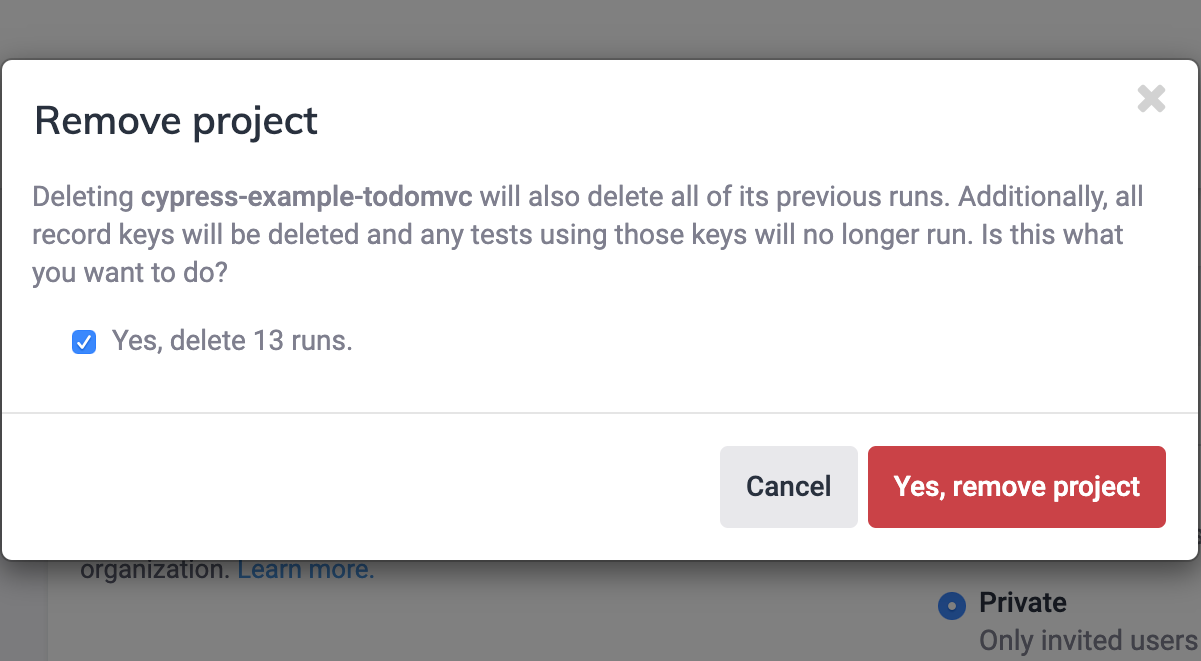 Remove project
Deleting cypress-example-todomvc will also delete all of its previous runs. Additionally, all
record keys will be deleted and any tests using those keys will no longer run. Is this what
you want to do?
Yes, delete 13 runs.
Cancel
Yes, remove project
organization. Learn more.
Private
Only invited users